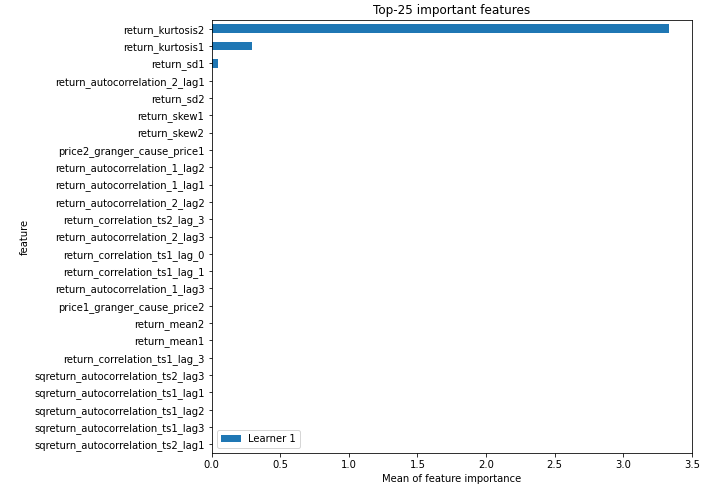 Top-25 important features
return_kurtosis2
return_kurtosis1
return_sd1
return_autocorrelation_2_lag1
return_sd2
return_skew1
return_skew2
price2_granger_cause_price1
return_autocorrelation_1_lag2
return_autocorrelation_1_lag1
return_autocorrelation_2_lag2
return_correlation_ts2_lag_3
return_autocorrelation_2_lag3
return_correlation_ts1_lag_0
return_correlation_ts1_lag_1
return_autocorrelation_1_lag3
price1_granger_cause_price2
return_mean2
return_mean1
return_correlation_ts1_lag_3
sqreturn_autocorrelation_ts2_lag3
sqreturn_autocorrelation_ts1_lag1
sqreturn_autocorrelation_ts1_lag2
sqreturn_autocorrelation_ts1_lag3
sqreturn_autocorrelation_ts2_lag1
feature
Learner 1
0.0 0.5 1.0 1.5 2.0 2.5 3.0 3.5
Mean of feature importance